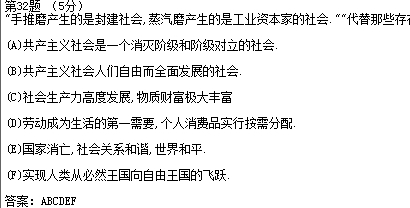 第32题 (5分)
"手推磨产生的是封建社会,蒸汽磨产生的是工业资本家的社会.""代替那些存
(A)共产主义社会是一个消灭阶级和阶级对立的社会.
(B)共产主义社会人们自由而全面发展的社会.
(C)社会生产力高度发展,物质财富极大丰富
(D)劳动成为生活的第一需要,个人消费品实行按需分配.
(E)国家消亡,社会关系和谐,世界和平.
(F)实现人类从必然王国向自由王国的飞跃.
答案: ABCDEF